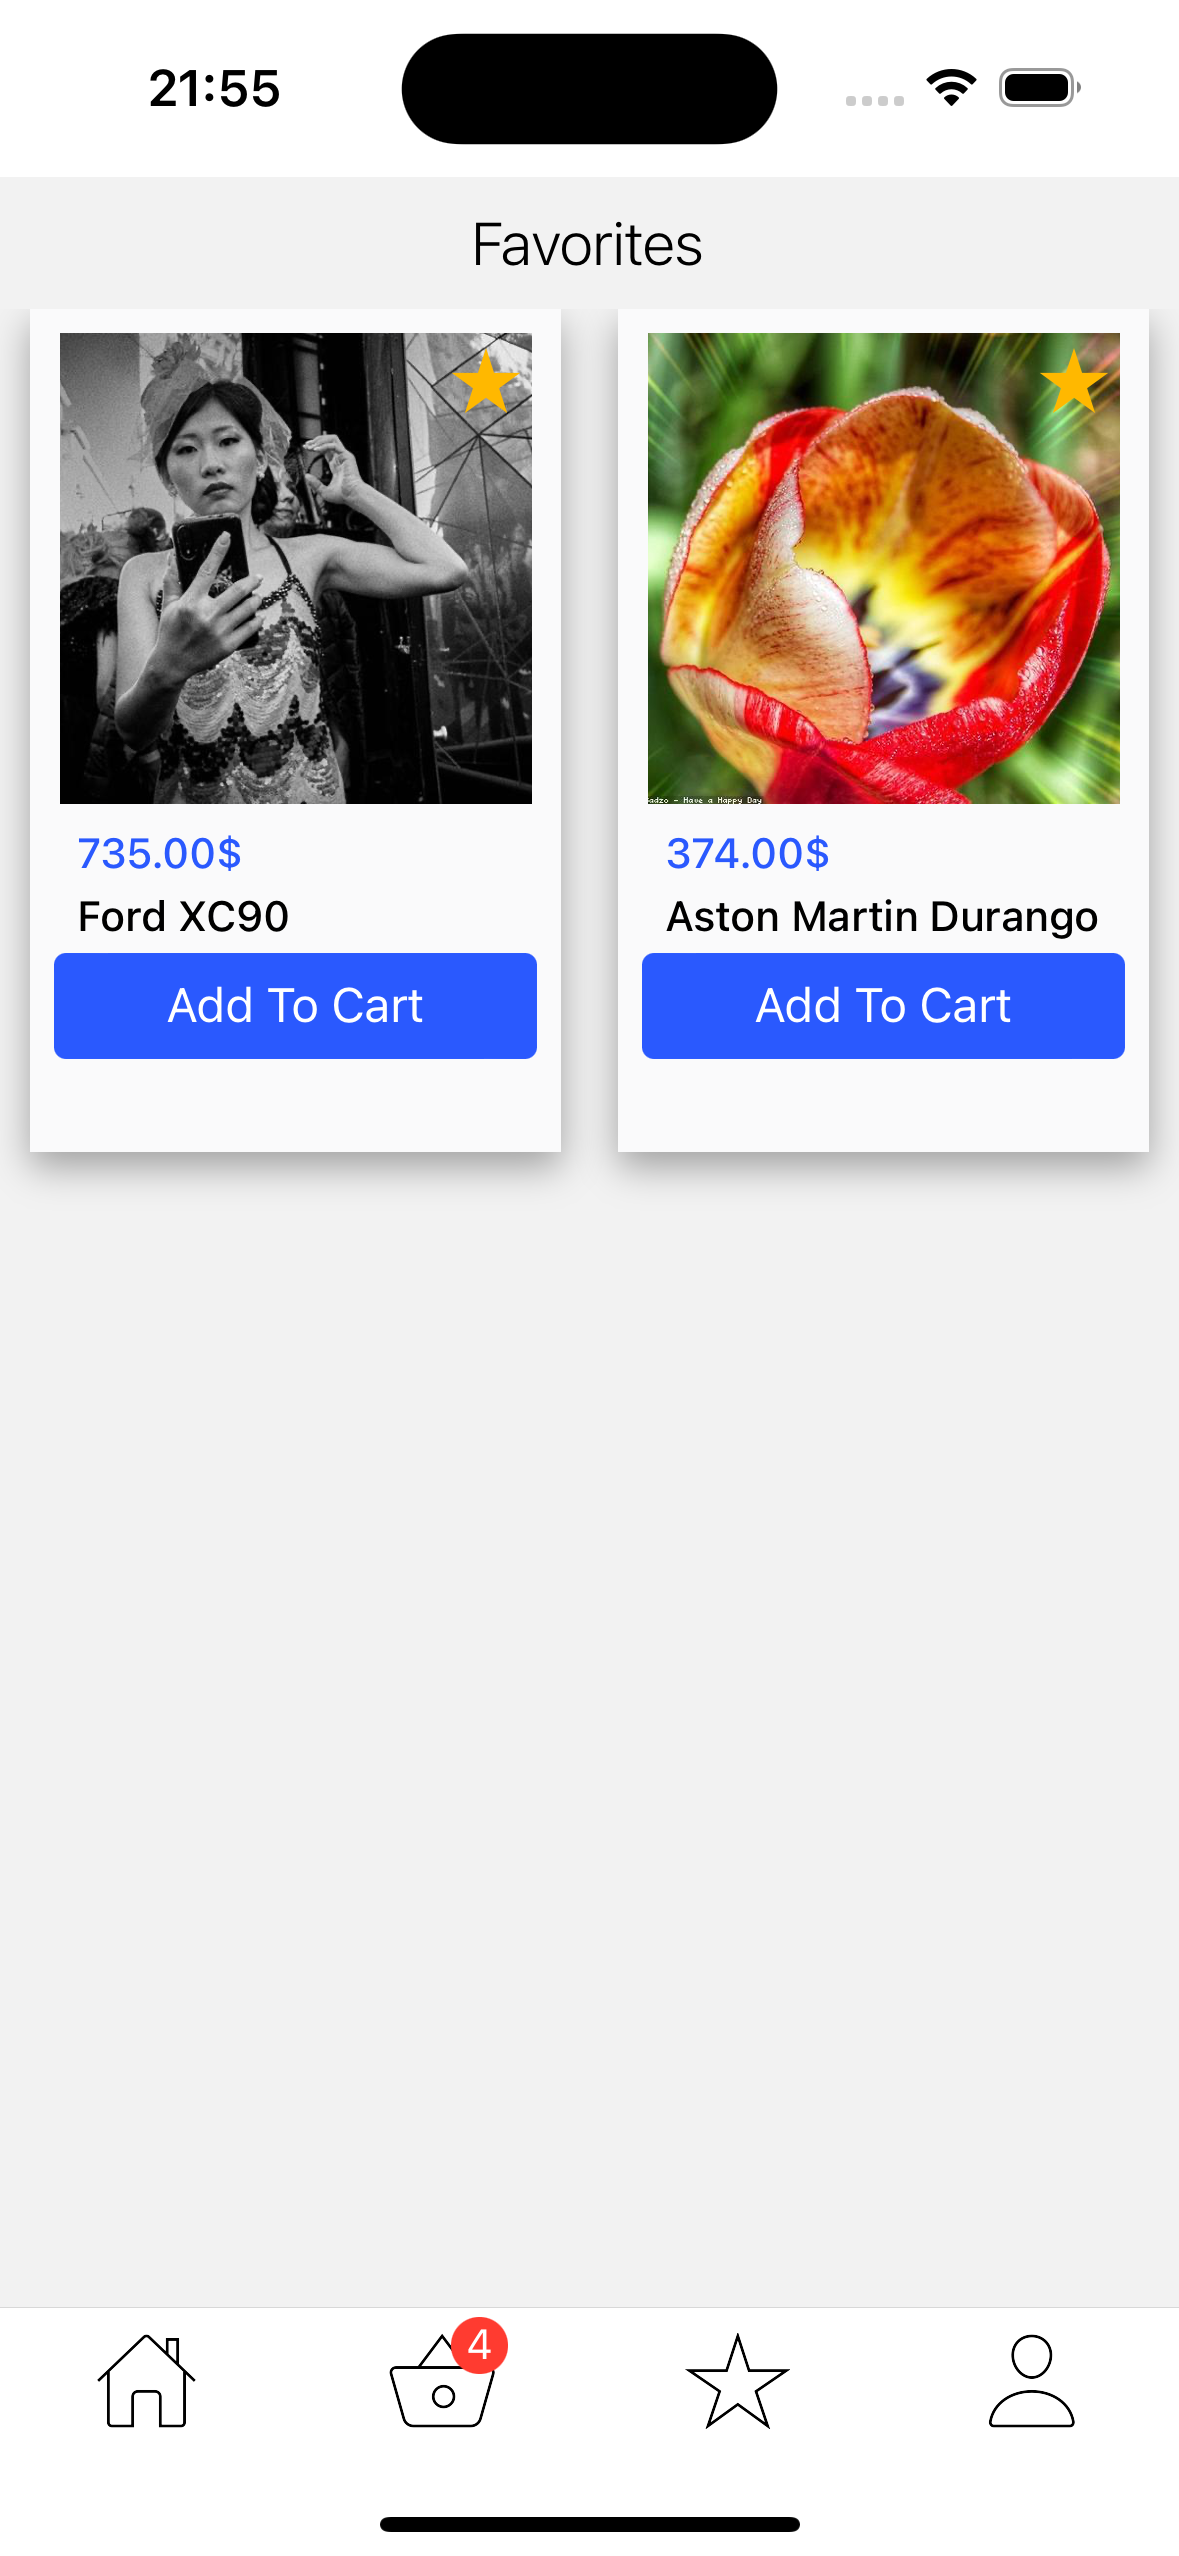 21:55
Favorites
735.00$
Ford XC90
Add To Cart
- Have a Happy Day
374.00$
Aston Martin Durango
Add To Cart
4